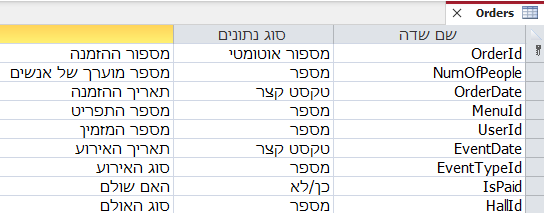 Orders
שם שדה סוג נתונים
OrderId מספור אוטומטי מספור ההזמנה
NumOfPeople מספר מספר מוערך של אנשים
OrderDate טקסט קצר תאריך ההזמנה
MenuId מספר מספר התפריט
UserId מספר מספר המזמין
EventDate טקסט קצר תאריך האירוע
EventTypeId מספר סוג האירוע
IsPaid כן/לא האם שולם
HallId מספר סוג האולם